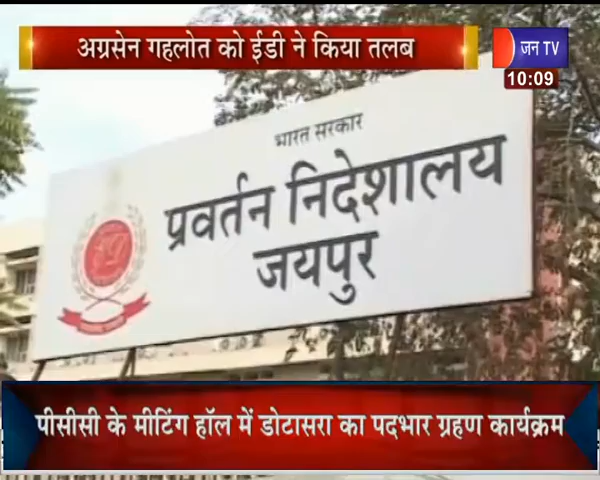 अग्रसेन गहलोत को ईडी ने किया तलब
जन TV
10:09
भारत सरकार
प्रवर्तन निदेशालय
जयपुर
पीसीसी के मीटिंग हॉल में डोटासरा का पदभार ग्रहण कार्यक्रम